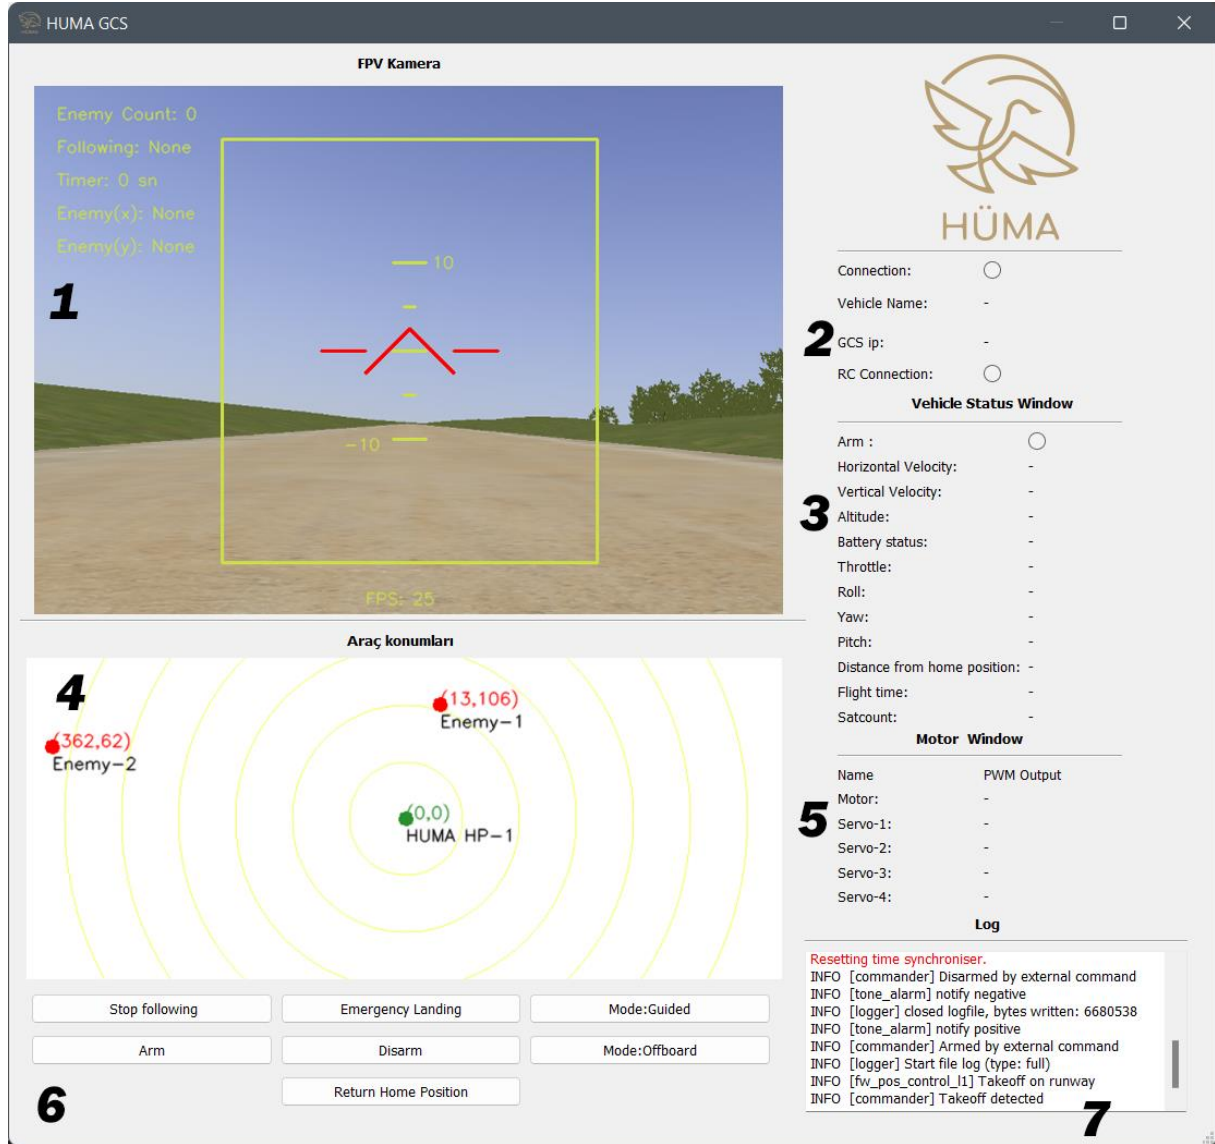 HUMA GCS
FPV Kamera
Enemy Count: 0
Following: None
Timer: 0 sn
Enemy(x): None
Enemy(y): None
1
10
-10
FPS: 25
HÜMA
Connection:
Vehicle Name: -
2
GCS ip: -
RC Connection:
Vehicle Status Window
Arm :
Horizontal Velocity: -
Vertical Velocity: -
3
Altitude: -
Battery status: -
Throttle: -
Roll: -
Yaw: -
Pitch: -
Distance from home position: -
Flight time: -
Satcount: -
Araç konumları
4
(13,106)
Enemy-1
(362,62)
Enemy-2
(0,0)
HUMA HP-1
Motor Window
Name PWM Output
Motor: -
5
Servo-1: -
Servo-2: -
Servo-3: -
Servo-4: -
Stop following Emergency Landing Mode:Guided
Arm Disarm Mode:Offboard
Return Home Position
6
Log
Resetting time synchroniser.
INFO [commander] Disarmed by external command
INFO [tone_alarm] notify negative
INFO [logger] closed logfile, bytes written: 6680538
INFO [tone_alarm] notify positive
INFO [commander] Armed by external command
INFO [logger] Start file log (type: full)
INFO [fw_pos_control_l1] Takeoff on runway
INFO [commander] Takeoff detected
7